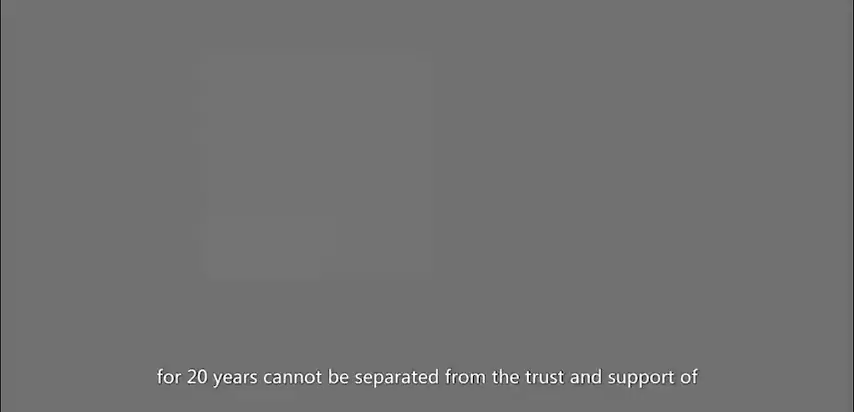 for 20 years cannot be separated from the trust and support of